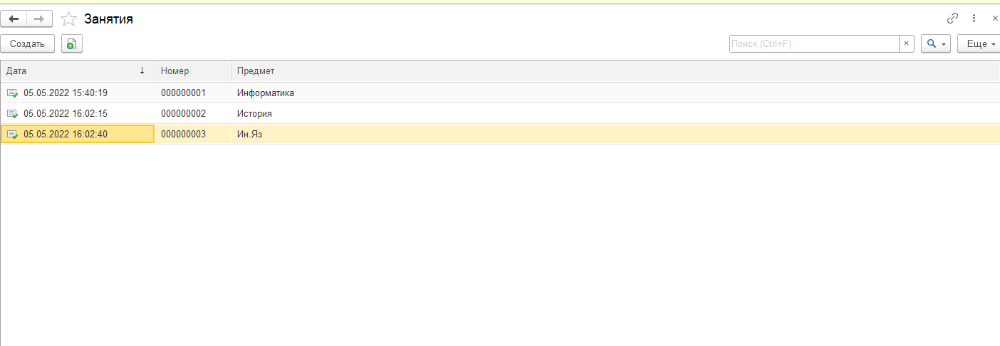 Занятия
Создать
Поиск (Ctrl+F)
×
Еще
Дата ↓ Номер Предмет
05.05.2022 15:40:19 000000001 Информатика
05.05.2022 16:02:15 000000002 История
05.05.2022 16:02:40 000000003 Ин.Яз